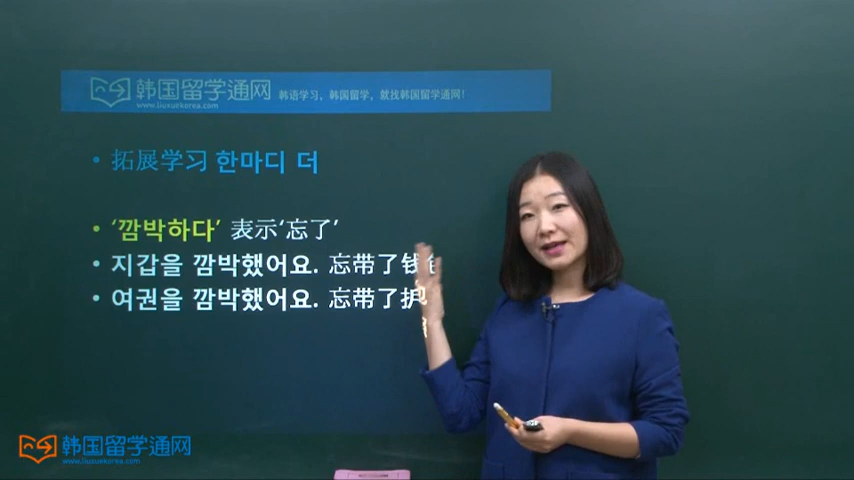 韩国留学通网 韩语学习，韩国留学，就找韩国留学通网！
www.liuxuekorea.com
• 拓展学习 한마디 더
• ‘깜박하다’ 表示‘忘了’
• 지갑을 깜박했어요. 忘带了钱
• 여권을 깜박했어요. 忘带了护
韩国留学通网
www.liuxuekorea.com